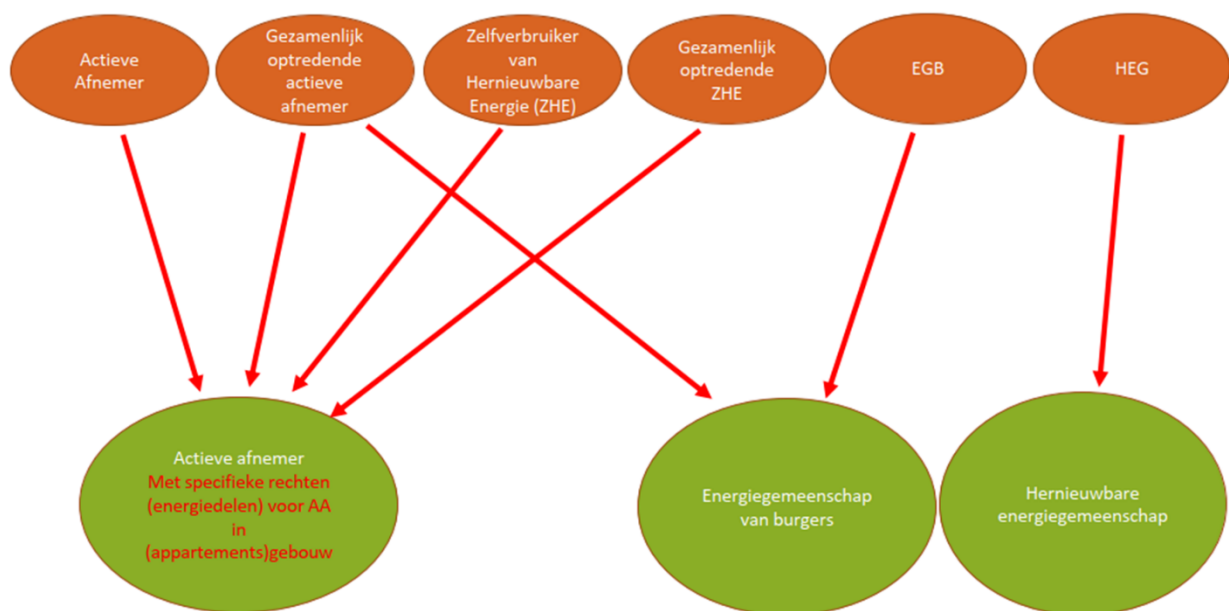 Actieve
Afnemer
Gezamenlijk
optredende
actieve
afnemer
Zelfverbruiker
van
Hernieuwbare
Energie (ZHE)
Gezamenlijk
optredende
ZHE
EGB
HEG
Actieve afnemer
Met specifieke rechten
(energiedelen) voor AA
in
(appartements)gebouw
Energiegemeenschap
van burgers
Hernieuwbare
energiegemeenschap